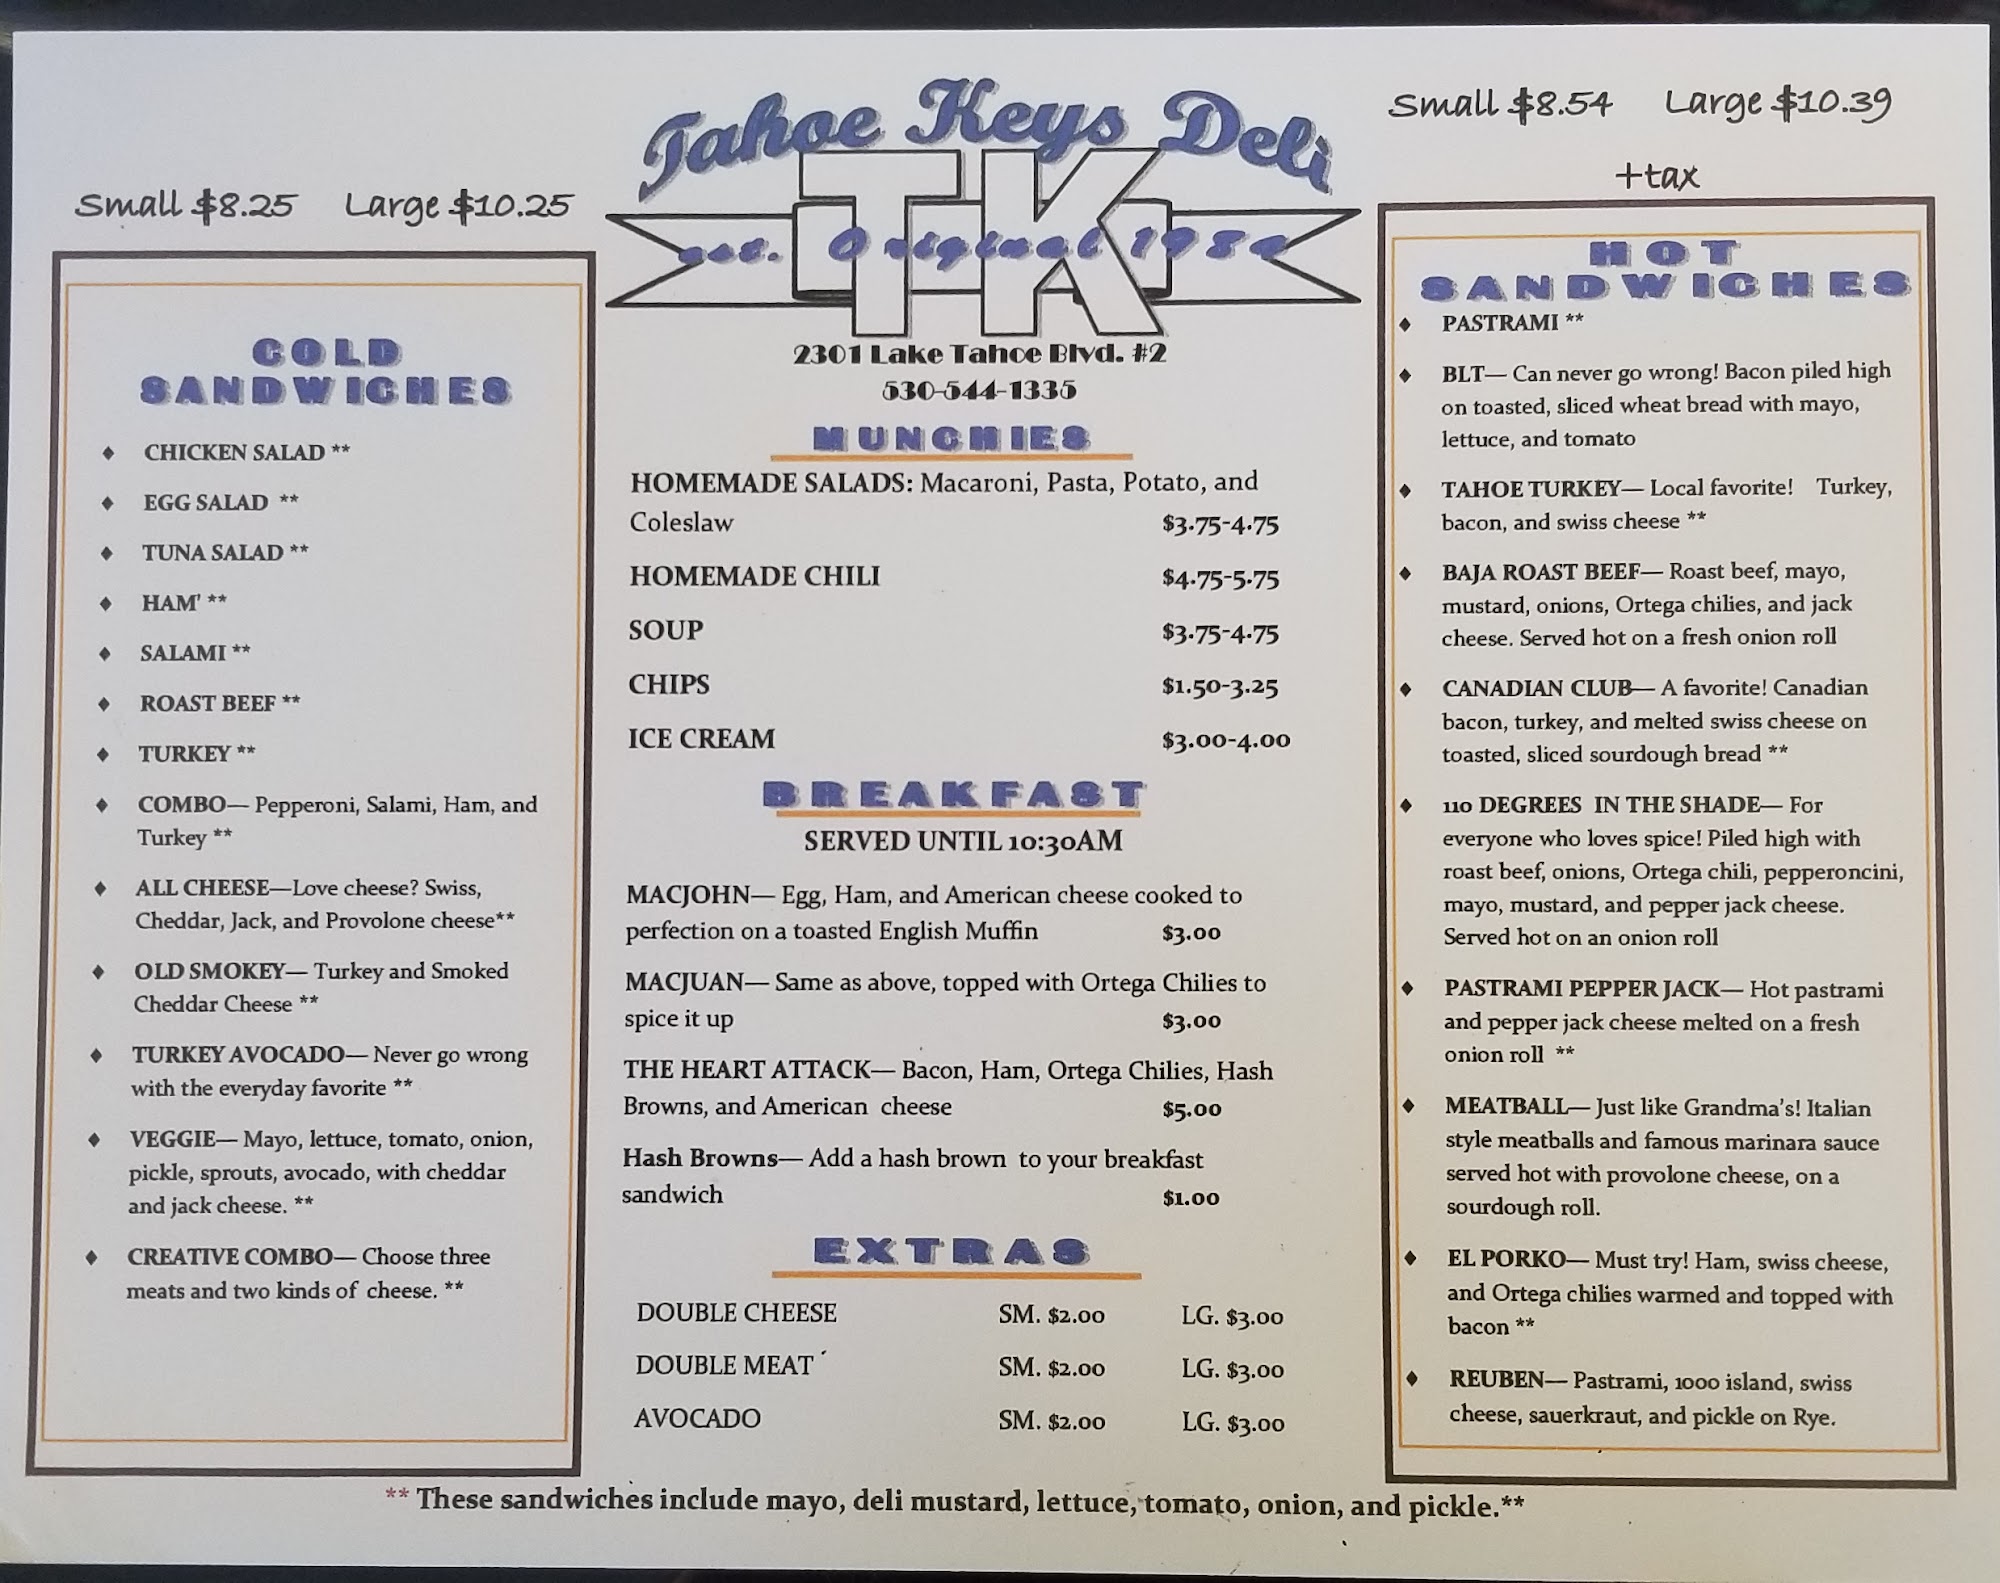 Tahoe Keys Deli
TK
est. Original 1984
2301 Lake Tahoe Blvd. #2
530-544-1335
Small $8.25 Large $10.25
COLD
SANDWICHES
♦ CHICKEN SALAD **
♦ EGG SALAD **
♦ TUNA SALAD **
♦ HAM **
♦ SALAMI **
♦ ROAST BEEF **
♦ TURKEY **
♦ COMBO— Pepperoni, Salami, Ham, and
Turkey **
♦ ALL CHEESE—Love cheese? Swiss,
Cheddar, Jack, and Provolone cheese**
♦ OLD SMOKEY— Turkey and Smoked
Cheddar Cheese **
♦ TURKEY AVOCADO— Never go wrong
with the everyday favorite **
♦ VEGGIE— Mayo, lettuce, tomato, onion,
pickle, sprouts, avocado, with cheddar
and jack cheese. **
♦ CREATIVE COMBO— Choose three
meats and two kinds of cheese. **
MUNCHIES
HOMEMADE SALADS: Macaroni, Pasta, Potato, and
Coleslaw $3.75-4.75
HOMEMADE CHILI $4.75-5.75
SOUP $3.75-4.75
CHIPS $1.50-3.25
ICE CREAM $3.00-4.00
BREAKFAST
SERVED UNTIL 10:30AM
MACJOHN— Egg, Ham, and American cheese cooked to
perfection on a toasted English Muffin $3.00
MACJUAN— Same as above, topped with Ortega Chilies to
spice it up $3.00
THE HEART ATTACK— Bacon, Ham, Ortega Chilies, Hash
Browns, and American cheese $5.00
Hash Browns— Add a hash brown to your breakfast
sandwich $1.00
EXTRAS
DOUBLE CHEESE SM. $2.00 LG. $3.00
DOUBLE MEAT SM. $2.00 LG. $3.00
AVOCADO SM. $2.00 LG. $3.00
Small $8.54 Large $10.39
+tax
HOT
SANDWICHES
♦ PASTRAMI **
♦ BLT— Can never go wrong! Bacon piled high
on toasted, sliced wheat bread with mayo,
lettuce, and tomato
♦ TAHOE TURKEY— Local favorite! Turkey,
bacon, and swiss cheese **
♦ BAJA ROAST BEEF— Roast beef, mayo,
mustard, onions, Ortega chilies, and jack
cheese. Served hot on a fresh onion roll
♦ CANADIAN CLUB— A favorite! Canadian
bacon, turkey, and melted swiss cheese on
toasted, sliced sourdough bread **
♦ 110 DEGREES IN THE SHADE— For
everyone who loves spice! Piled high with
roast beef, onions, Ortega chili, pepperoncini,
mayo, mustard, and pepper jack cheese.
Served hot on an onion roll
♦ PASTRAMI PEPPER JACK— Hot pastrami
and pepper jack cheese melted on a fresh
onion roll **
♦ MEATBALL— Just like Grandma's! Italian
style meatballs and famous marinara sauce
served hot with provolone cheese, on a
sourdough roll.
♦ EL PORKO— Must try! Ham, swiss cheese,
and Ortega chilies warmed and topped with
bacon **
♦ REUBEN— Pastrami, 1000 island, swiss
cheese, sauerkraut, and pickle on Rye.
** These sandwiches include mayo, deli mustard, lettuce, tomato, onion, and pickle.**